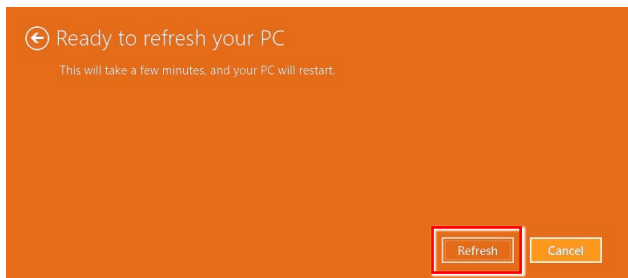 Ready to refresh your PC
This will take a few minutes, and your PC will restart.
Refresh
Cancel